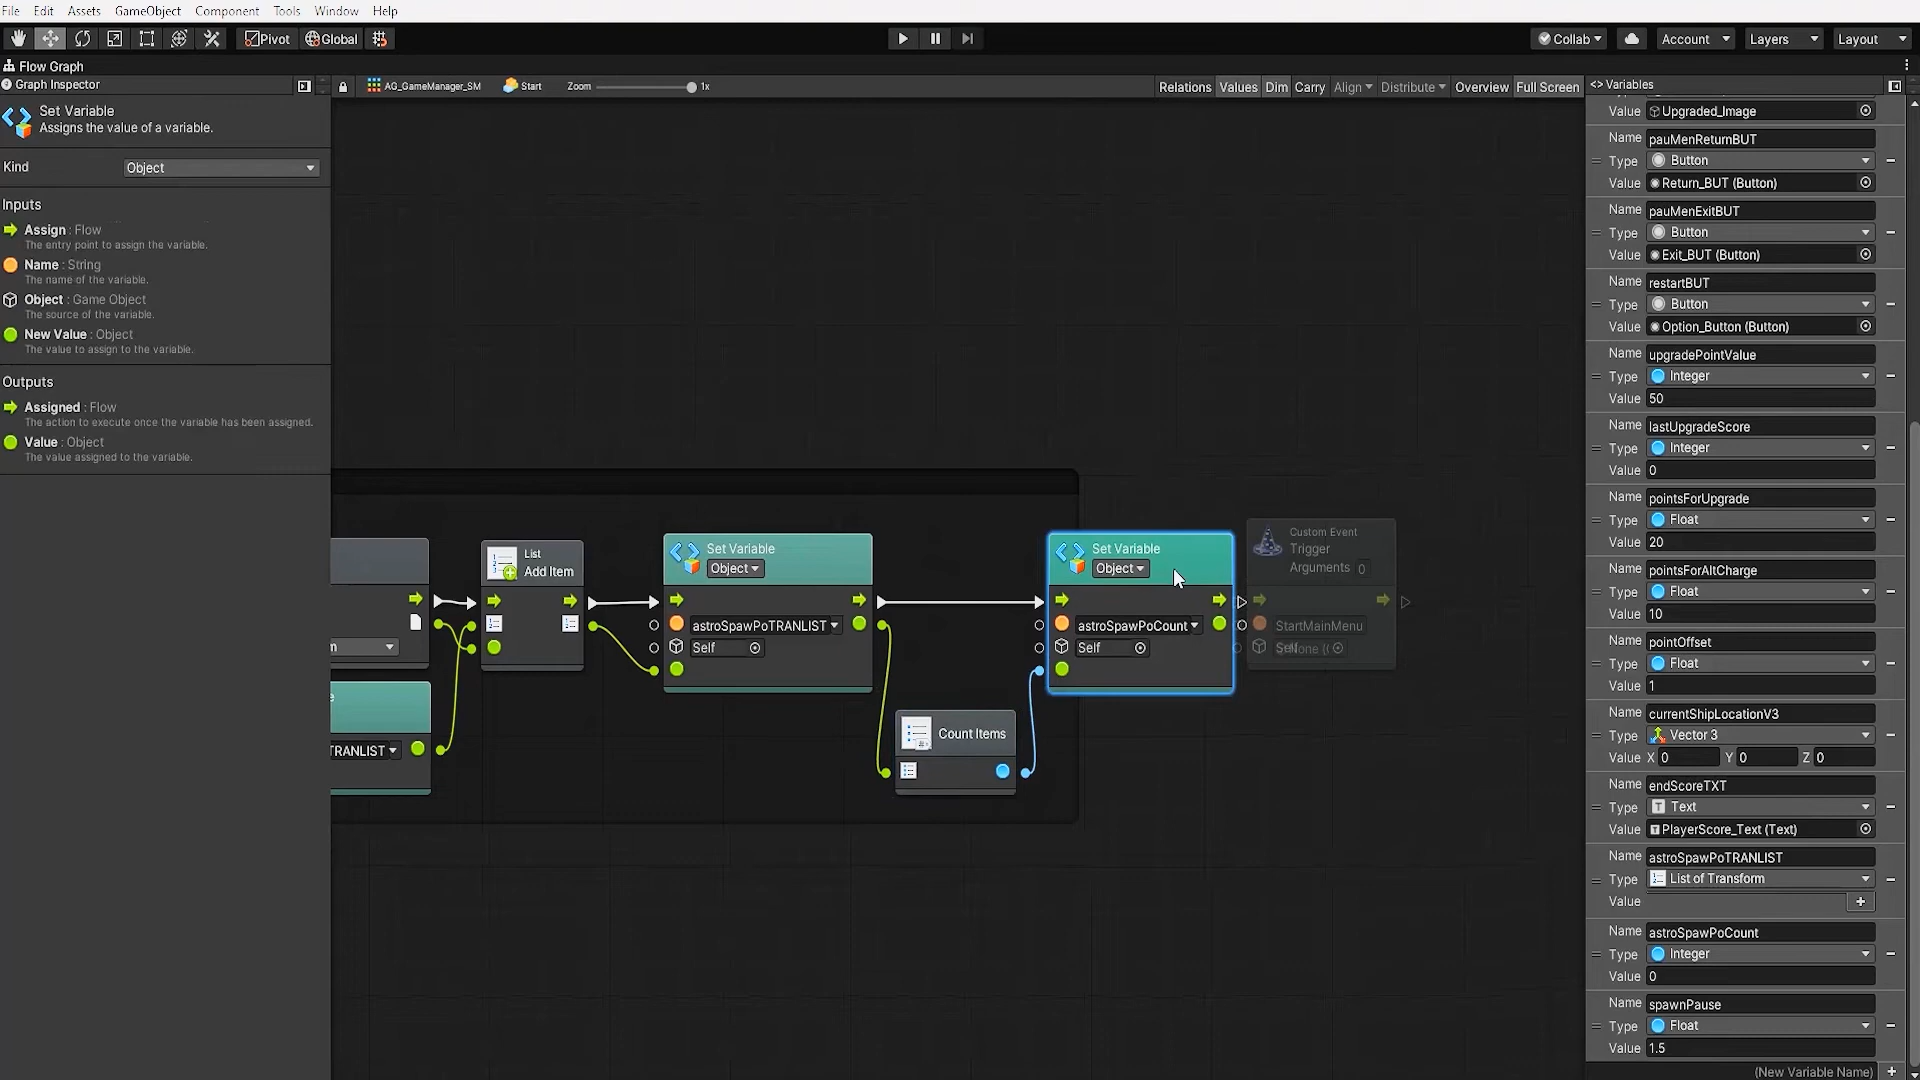 File Edit Assets GameObject Component Tools Window Help
Pivot Global Collab Account Layers Layout
Flow Graph
Graph Inspector
AG_GameManager_SM Start Zoom 1x Relations Values Dim Carry Align Distribute Overview Full Screen
<> Variables
Set Variable
Assigns the value of a variable.
Kind Object
Inputs
Assign : Flow
The entry point to assign the variable.
Name : String
The name of the variable.
Object : Game Object
The source of the variable.
New Value : Object
The value to assign to the variable.
Outputs
Assigned : Flow
The action to execute once the variable has been assigned.
Value : Object
The value assigned to the variable.
TRANLIST
List
Add Item
Set Variable
Object
astroSpawPoTRANLIST
Self
Count Items
Set Variable
Object
astroSpawPoCount
Self
Custom Event
Trigger
Arguments 0
StartMainMenu
Value Upgraded_Image
Name pauMenReturnBUT
Type Button
Value Return_BUT (Button)
Name pauMenExitBUT
Type Button
Value Exit_BUT (Button)
Name restartBUT
Type Button
Value Option_Button (Button)
Name upgradePointValue
Type Integer
Value 50
Name lastUpgradeScore
Type Integer
Value 0
Name pointsForUpgrade
Type Float
Value 20
Name pointsForAltCharge
Type Float
Value 10
Name pointOffset
Type Float
Value 1
Name currentShipLocationV3
Type Vector 3
Value X 0 Y 0 Z 0
Name endScoreTXT
Type Text
Value PlayerScore_Text (Text)
Name astroSpawPoTRANLIST
Type List of Transform
Value
Name astroSpawPoCount
Type Integer
Value 0
Name spawnPause
Type Float
Value 1.5
(New Variable Name)